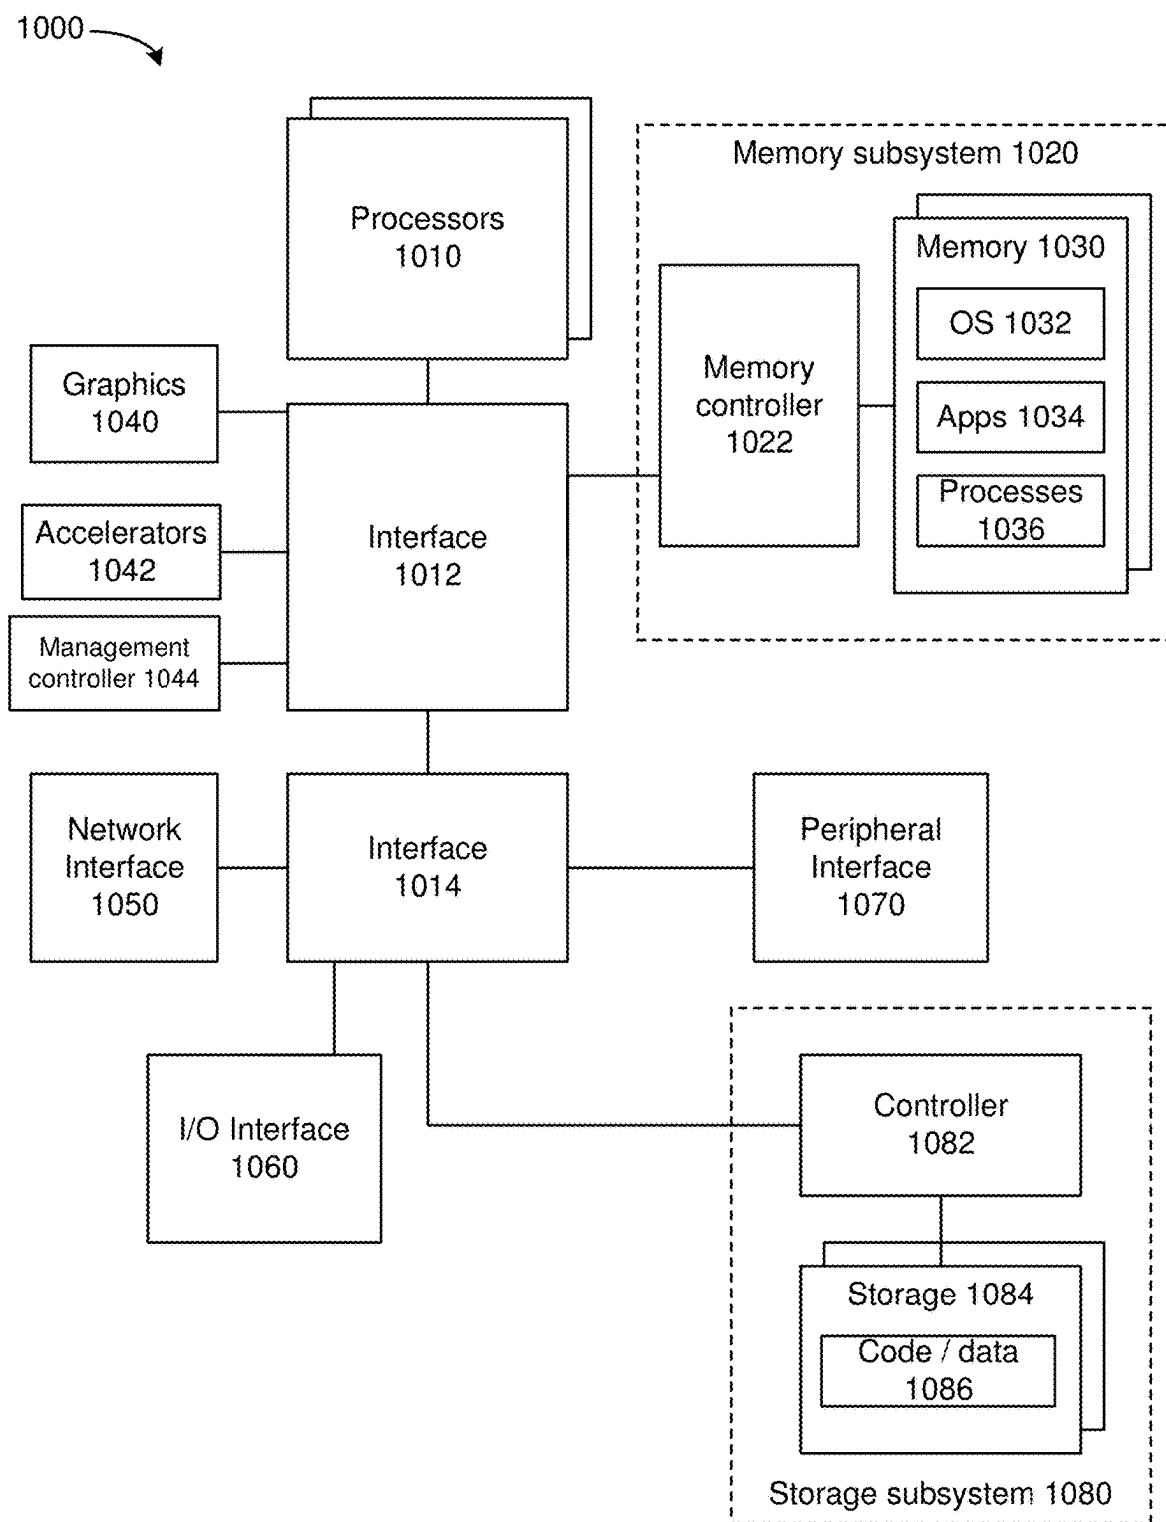 1000
Processors
1010
Memory subsystem 1020
Memory 1030
OS 1032
Apps 1034
Processes
1036
Memory
controller
1022
Graphics
1040
Accelerators
1042
Management
controller 1044
Interface
1012
Network
Interface
1050
Interface
1014
Peripheral
Interface
1070
I/O Interface
1060
Controller
1082
Storage 1084
Code / data
1086
Storage subsystem 1080